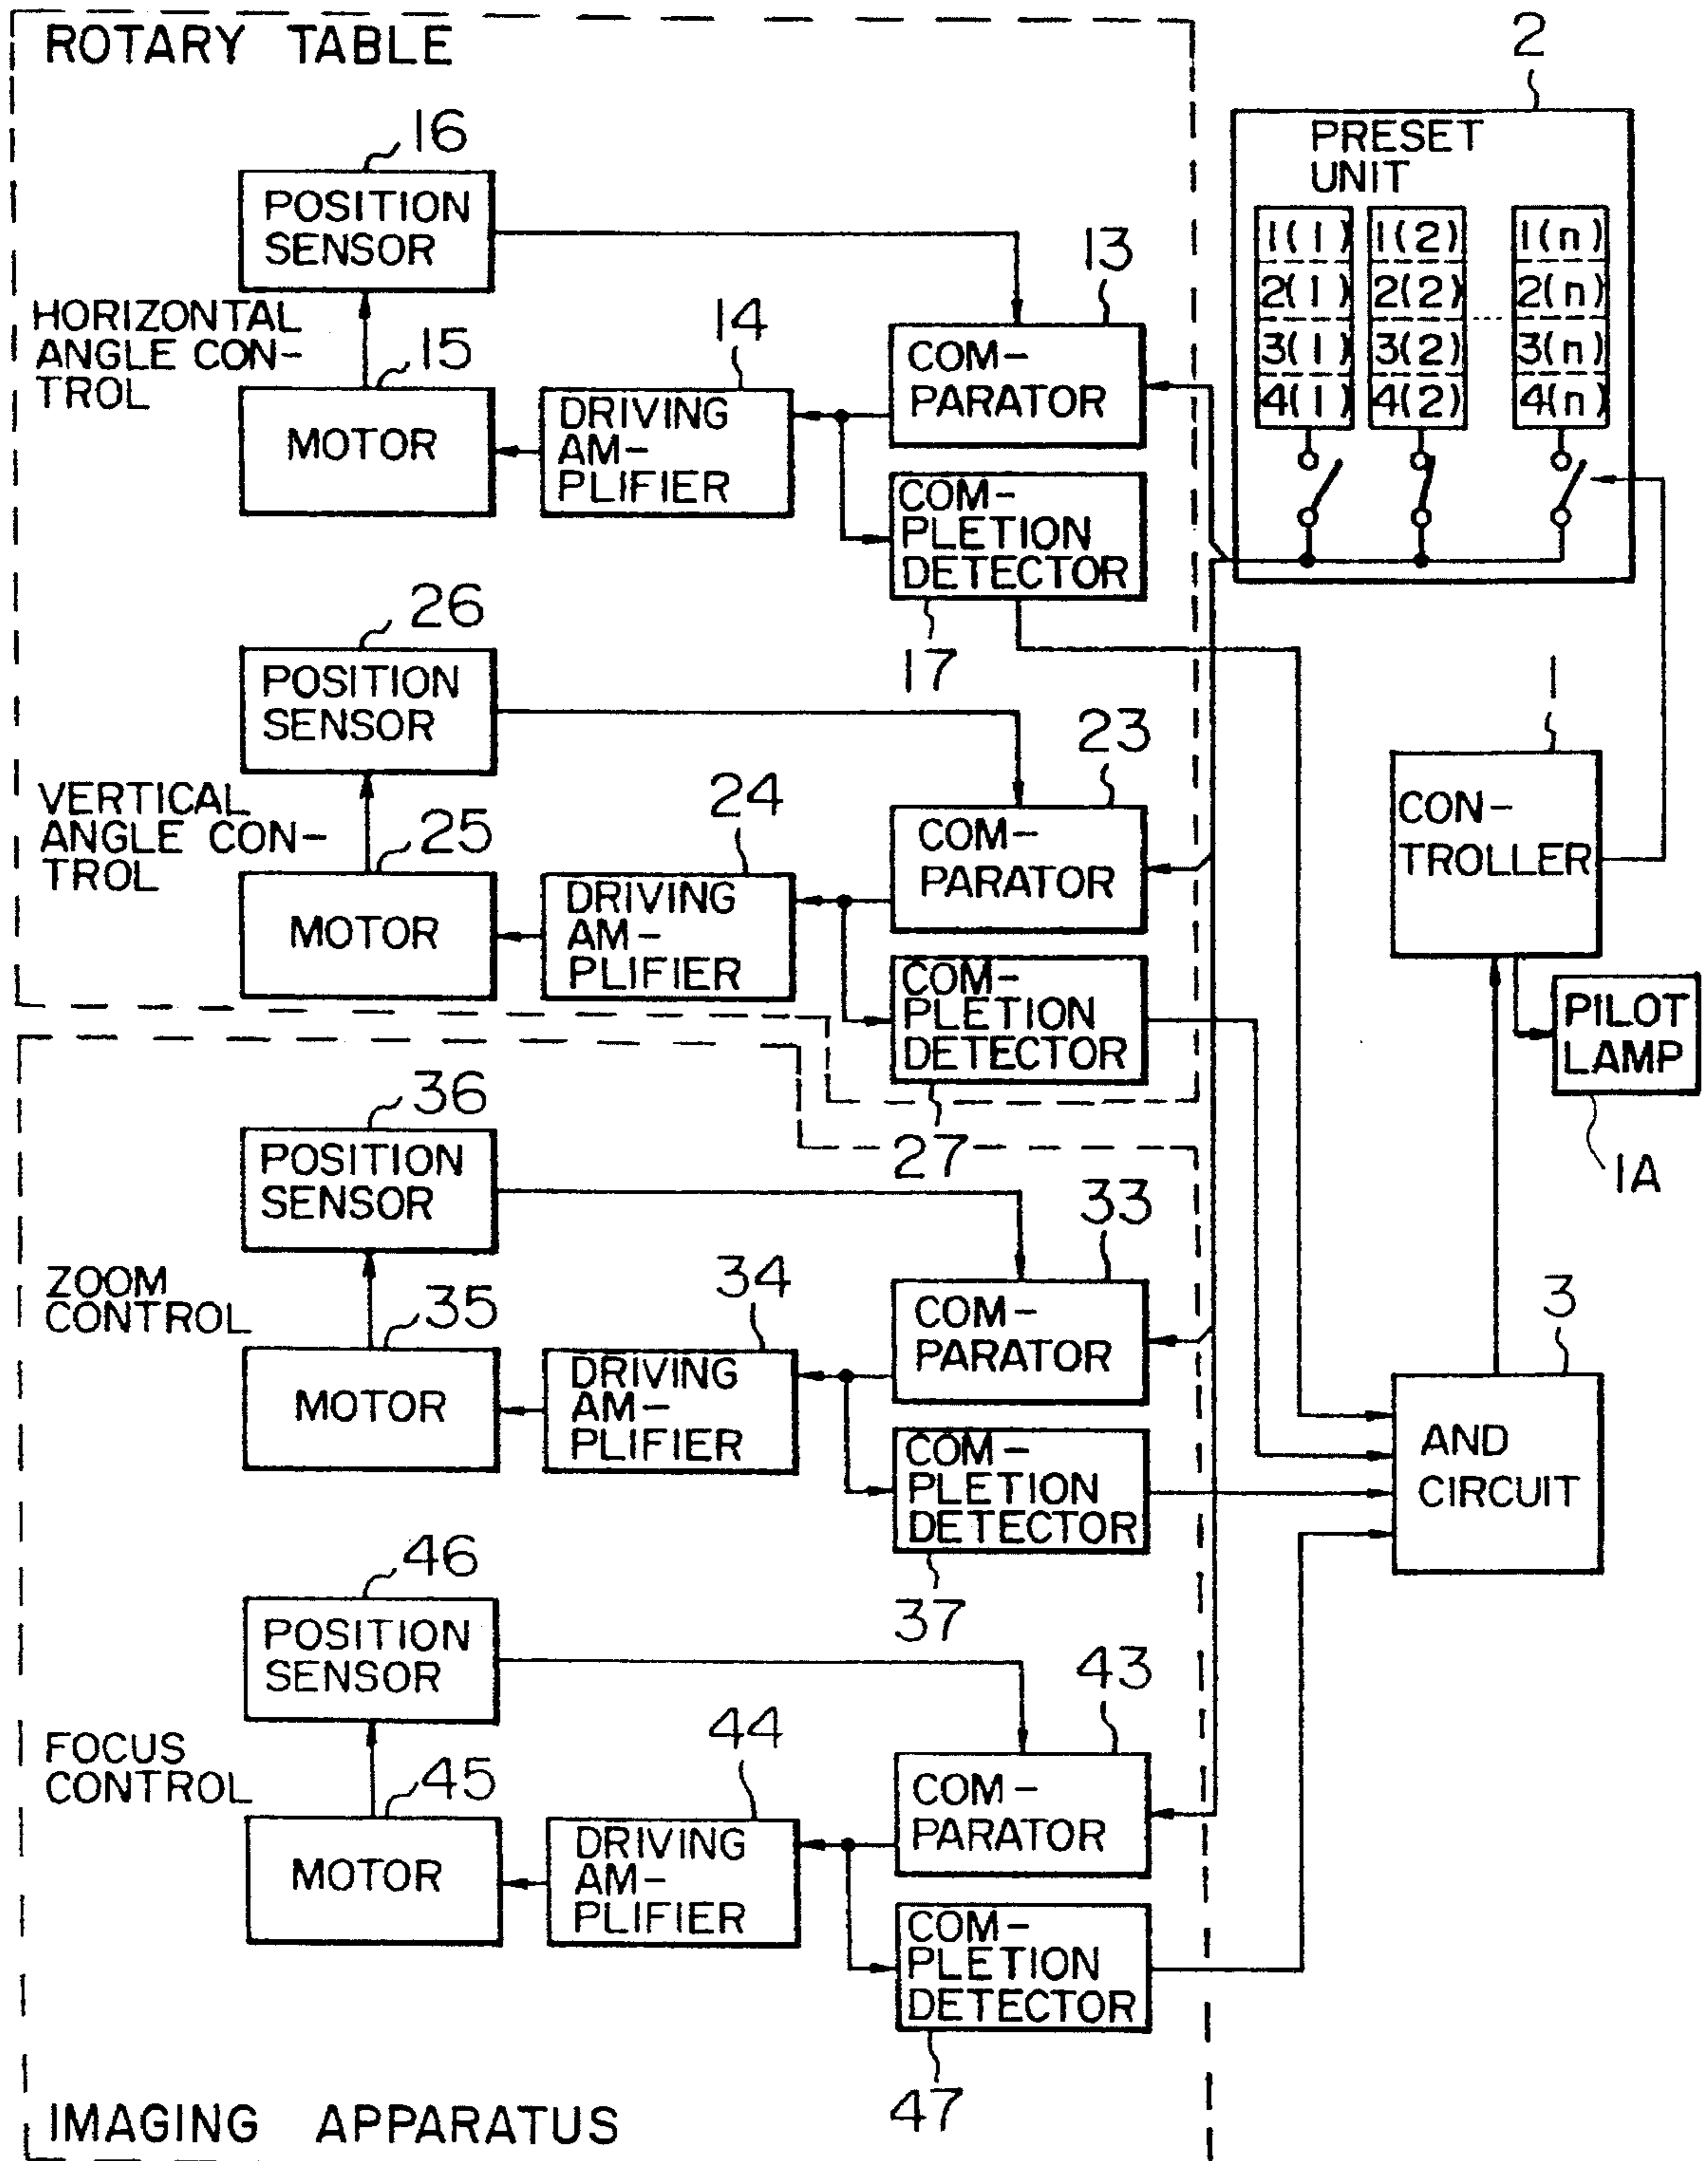 ROTARY TABLE
2
PRESET
UNIT
1(1) 1(2) 1(n)
2(1) 2(2) 2(n)
3(1) 3(2) 3(n)
4(1) 4(2) 4(n)
16
POSITION
SENSOR
13
HORIZONTAL
ANGLE CON-
TROL
15
MOTOR
14
DRIVING
AM-
PLIFIER
COM-
PARATOR
COM-
PLETION
DETECTOR
17
26
POSITION
SENSOR
23
VERTICAL
ANGLE CON-
TROL
25
MOTOR
24
DRIVING
AM-
PLIFIER
COM-
PARATOR
COM-
PLETION
DETECTOR
27
1
CON-
TROLLER
PILOT
LAMP
1A
36
POSITION
SENSOR
33
ZOOM
CONTROL
35
MOTOR
34
DRIVING
AM-
PLIFIER
COM-
PARATOR
COM-
PLETION
DETECTOR
37
3
AND
CIRCUIT
46
POSITION
SENSOR
43
FOCUS
CONTROL
45
MOTOR
44
DRIVING
AM-
PLIFIER
COM-
PARATOR
COM-
PLETION
DETECTOR
47
IMAGING APPARATUS